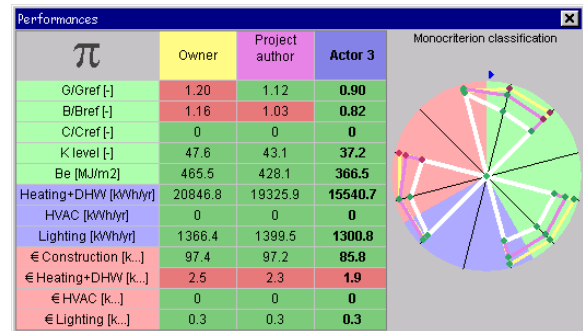 Performances
π Owner Project author Actor 3 Monocriterion classification
G/Gref [-] 1.20 1.12 0.90
B/Bref [-] 1.16 1.03 0.82
C/Cref [-] 0 0 0
K level [-] 47.6 43.1 37.2
Be [MJ/m2] 465.5 428.1 366.5
Heating+DHW [kWh/yr] 20846.8 19325.9 15540.7
HVAC [kWh/yr] 0 0 0
Lighting [kWh/yr] 1366.4 1399.5 1300.8
€ Construction [k...] 97.4 97.2 85.8
€ Heating+DHW [k...] 2.5 2.3 1.9
€ HVAC [k...] 0 0 0
€ Lighting [k...] 0.3 0.3 0.3